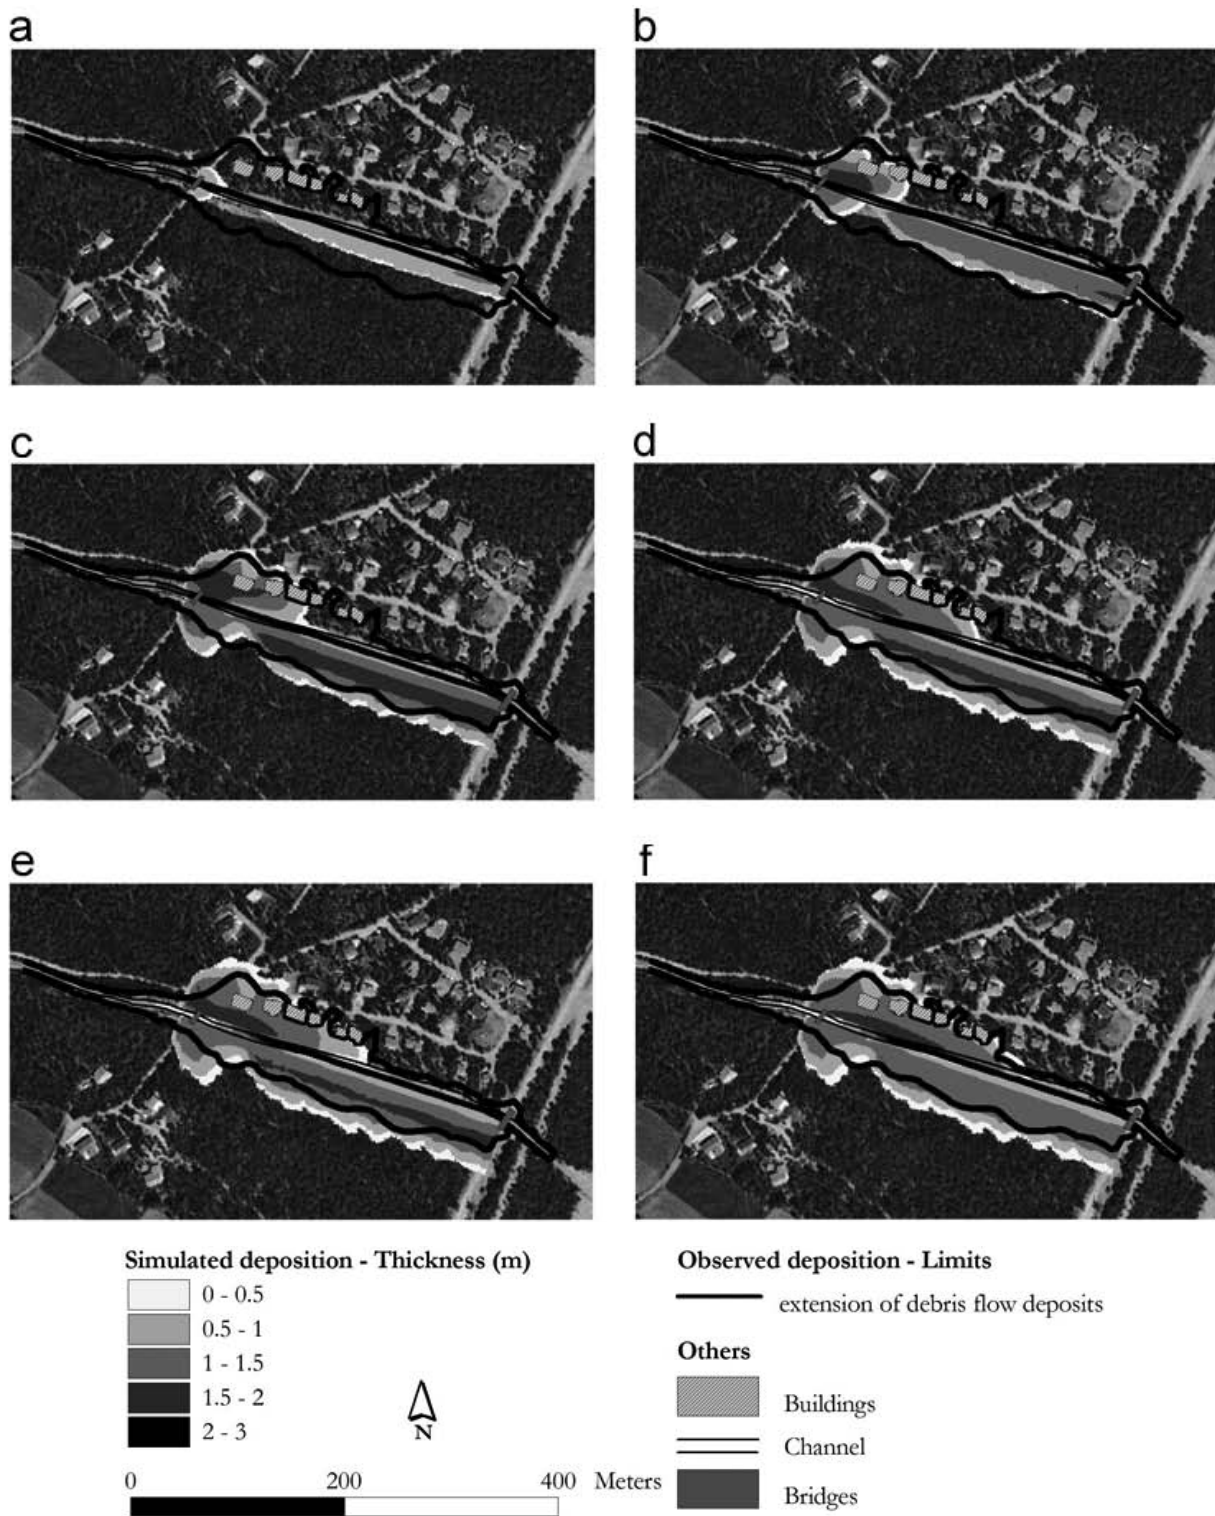 a
b
c
d
e
f
Simulated deposition - Thickness (m)
0 - 0.5
0.5 - 1
1 - 1.5
1.5 - 2
2 - 3
N
0 200 400 Meters
Observed deposition - Limits
extension of debris flow deposits
Others
Buildings
Channel
Bridges